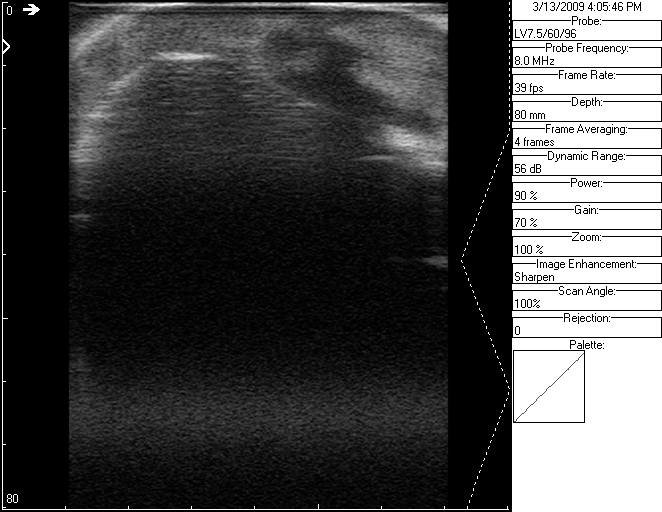 0
3/13/2009 4:05:46 PM
Probe:
LV7.5/60/96
Probe Frequency:
8.0 MHz
Frame Rate:
39 fps
Depth:
80 mm
Frame Averaging:
4 frames
Dynamic Range:
56 dB
Power:
90 %
Gain:
70 %
Zoom:
100 %
Image Enhancement:
Sharpen
Scan Angle:
100%
Rejection:
0
Palette:
80